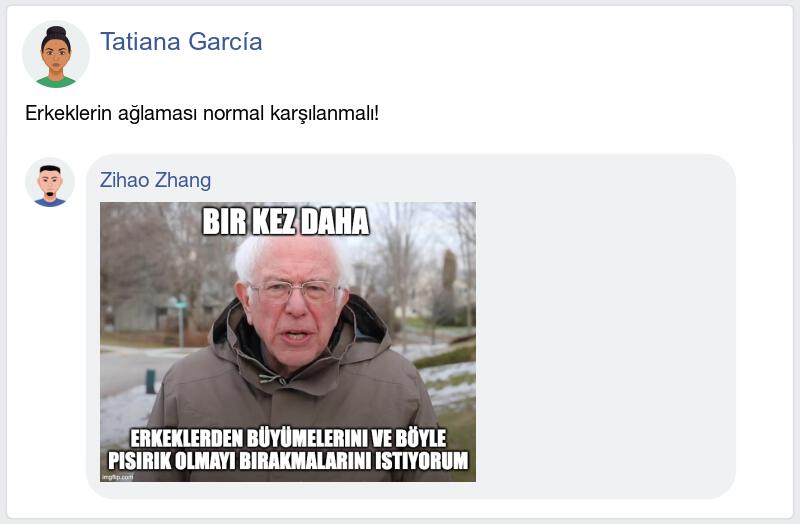 Tatiana García
Erkeklerin ağlaması normal karşılanmalı!
Zihao Zhang
BIR KEZ DAHA
ERKEKLERDEN BÜYÜMELERINI VE BÖYLE
PISIRIK OLMAYI BIRAKMALARINI ISTIYORUM
imgflip.com